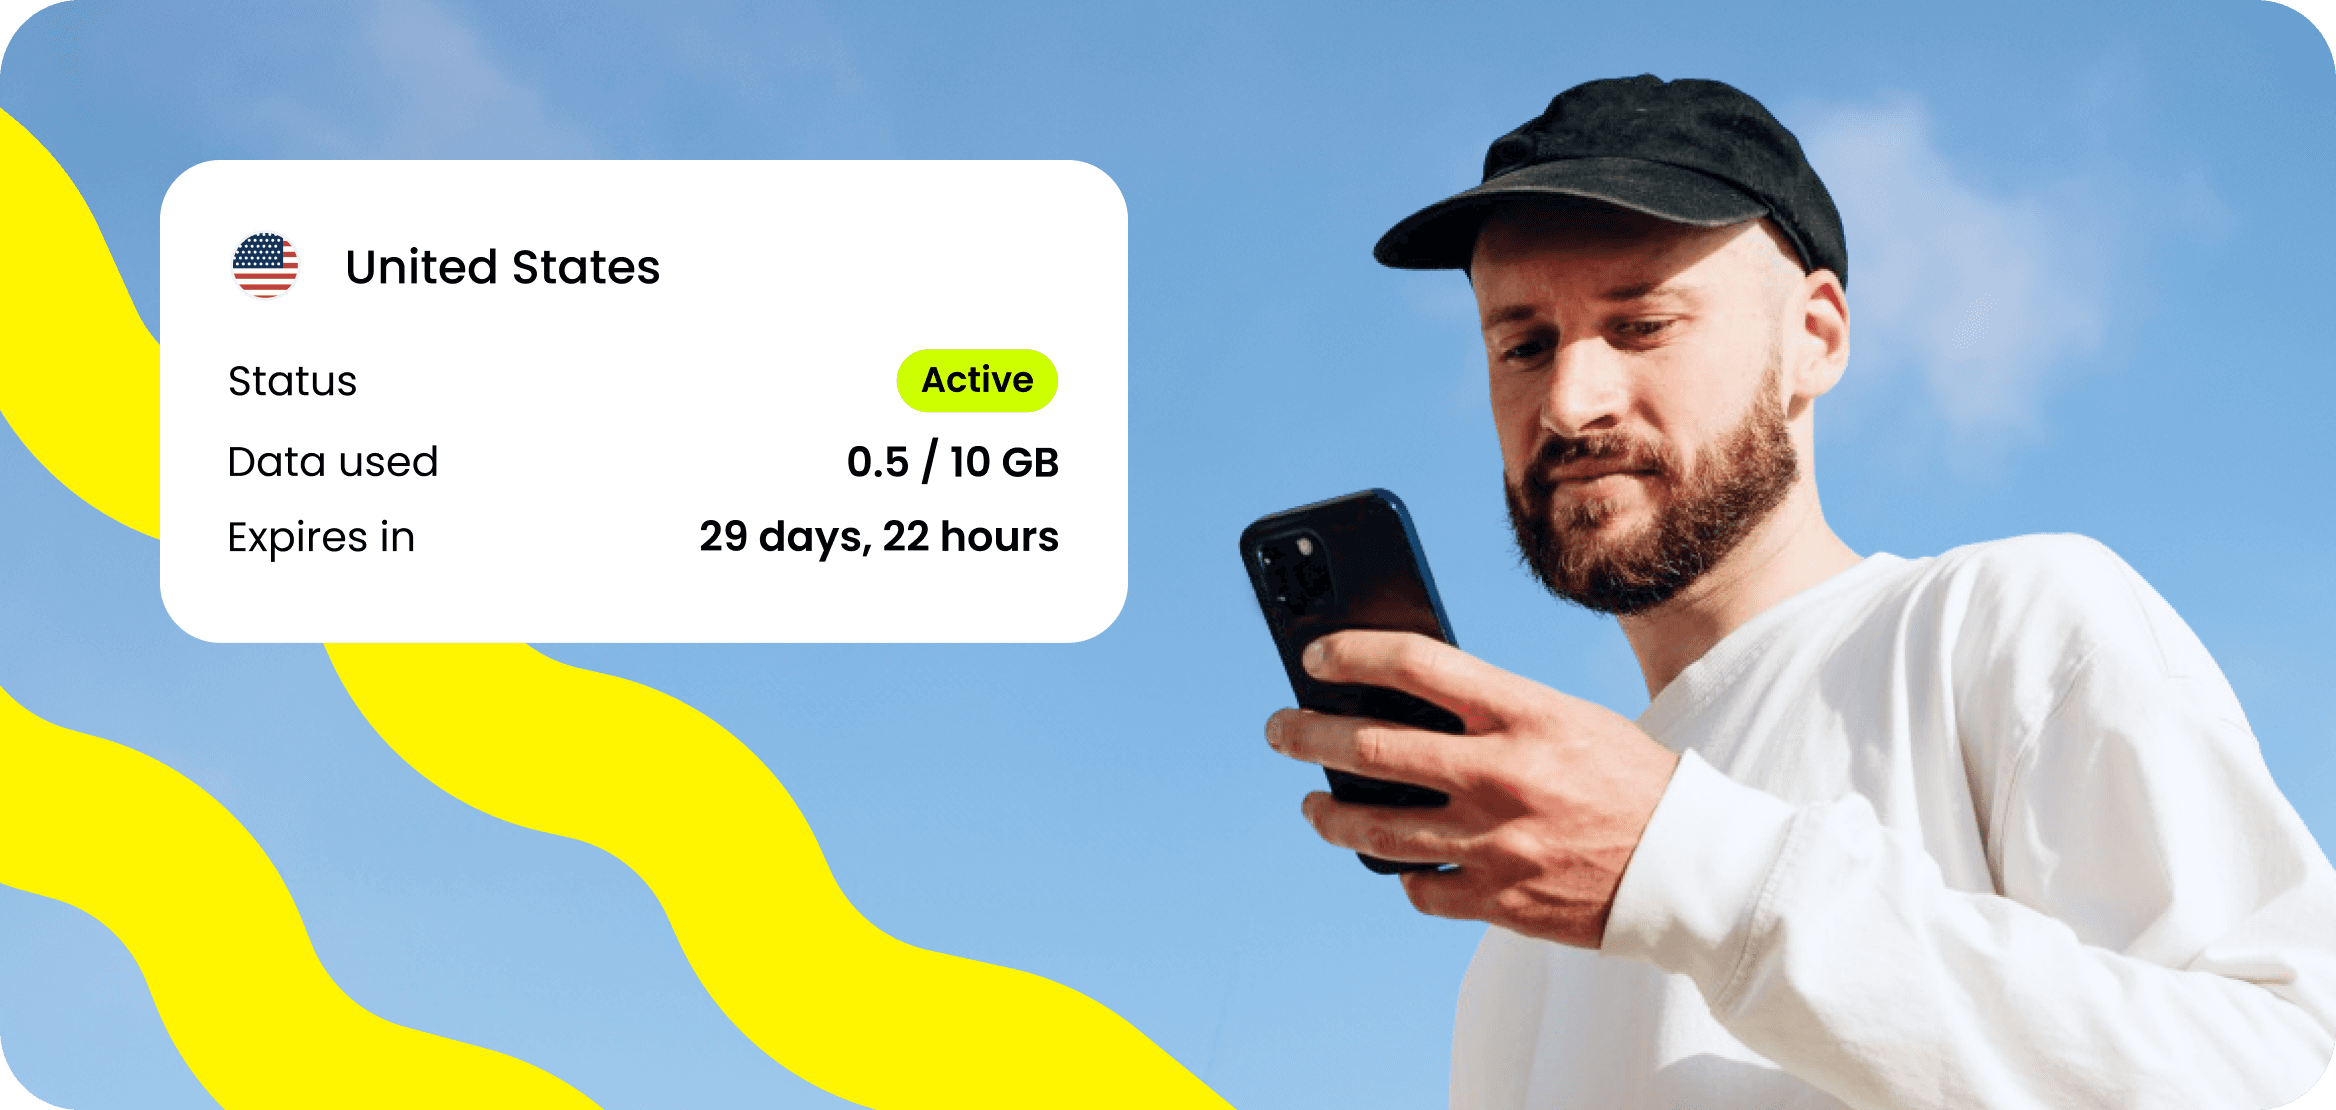 United States
Status Active
Data used 0.5 / 10 GB
Expires in 29 days, 22 hours